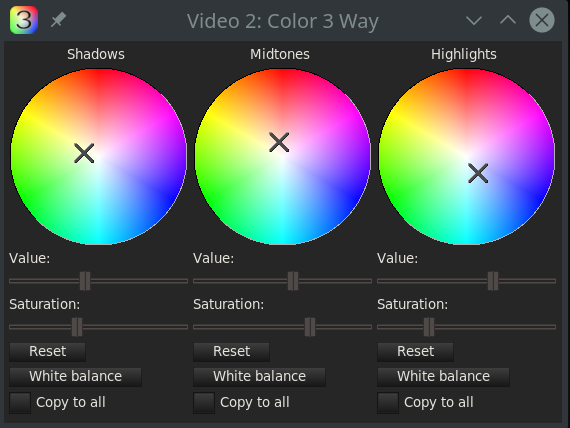 3 Video 2: Color 3 Way
Shadows Midtones Highlights
Value: Value: Value:
Saturation: Saturation: Saturation:
Reset Reset Reset
White balance White balance White balance
Copy to all Copy to all Copy to all